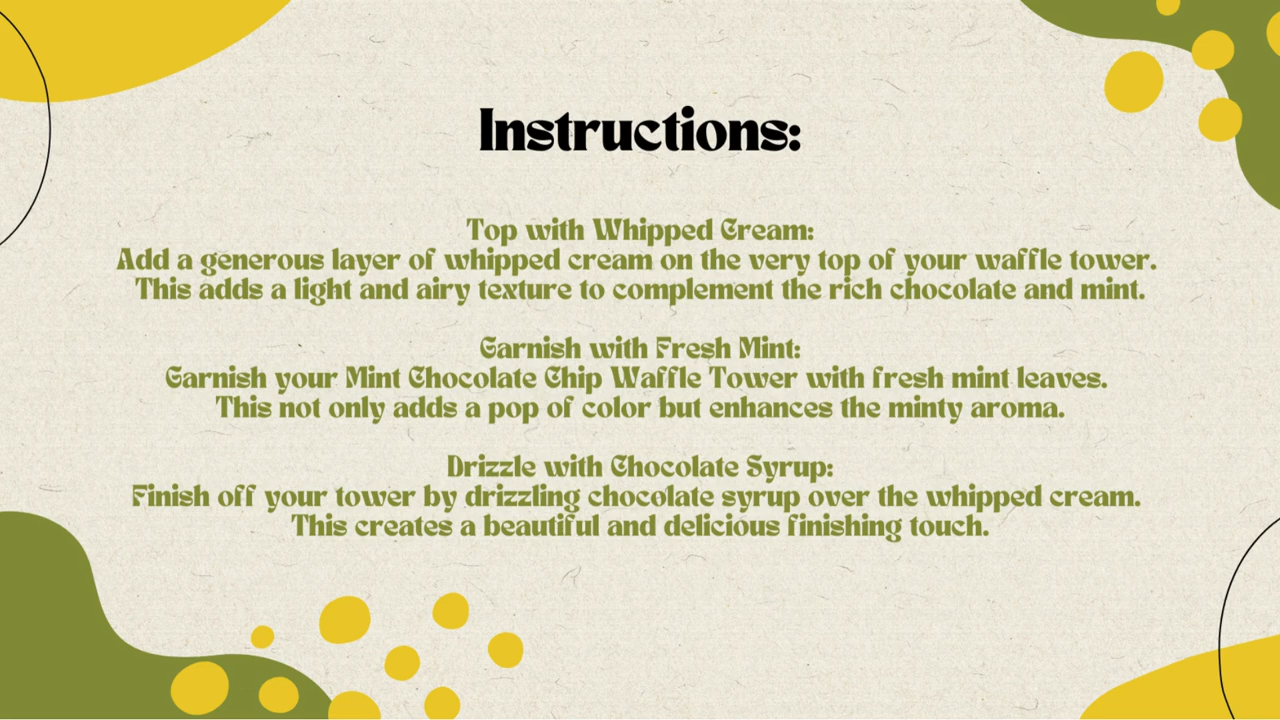 Instructions:
Top with Whipped Cream:
Add a generous layer of whipped cream on the very top of your waffle tower.
This adds a light and airy texture to complement the rich chocolate and mint.
Garnish with Fresh Mint:
Garnish your Mint Chocolate Chip Waffle Tower with fresh mint leaves.
This not only adds a pop of color but enhances the minty aroma.
Drizzle with Chocolate Syrup:
Finish off your tower by drizzling chocolate syrup over the whipped cream.
This creates a beautiful and delicious finishing touch.